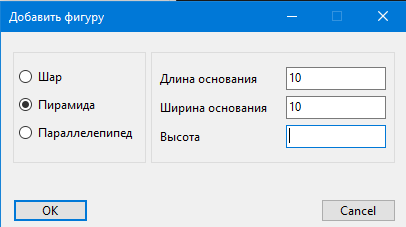 Добавить фигуру
Шар
Пирамида
Параллелепипед
Длина основания 10
Ширина основания 10
Высота
OK
Cancel